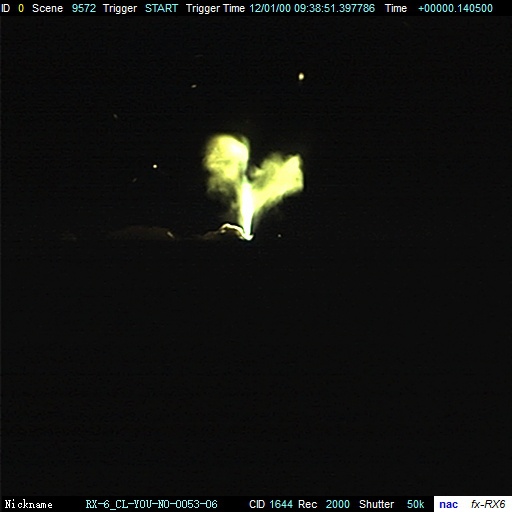 ID 0 Scene 9572 Trigger START Trigger Time 12/01/00 09:38:51.397786 Time +00000.140500
Nickname RX-6_CL-YOU-NO-0053-06 CID 1644 Rec 2000 Shutter 50k nac fx-RX6